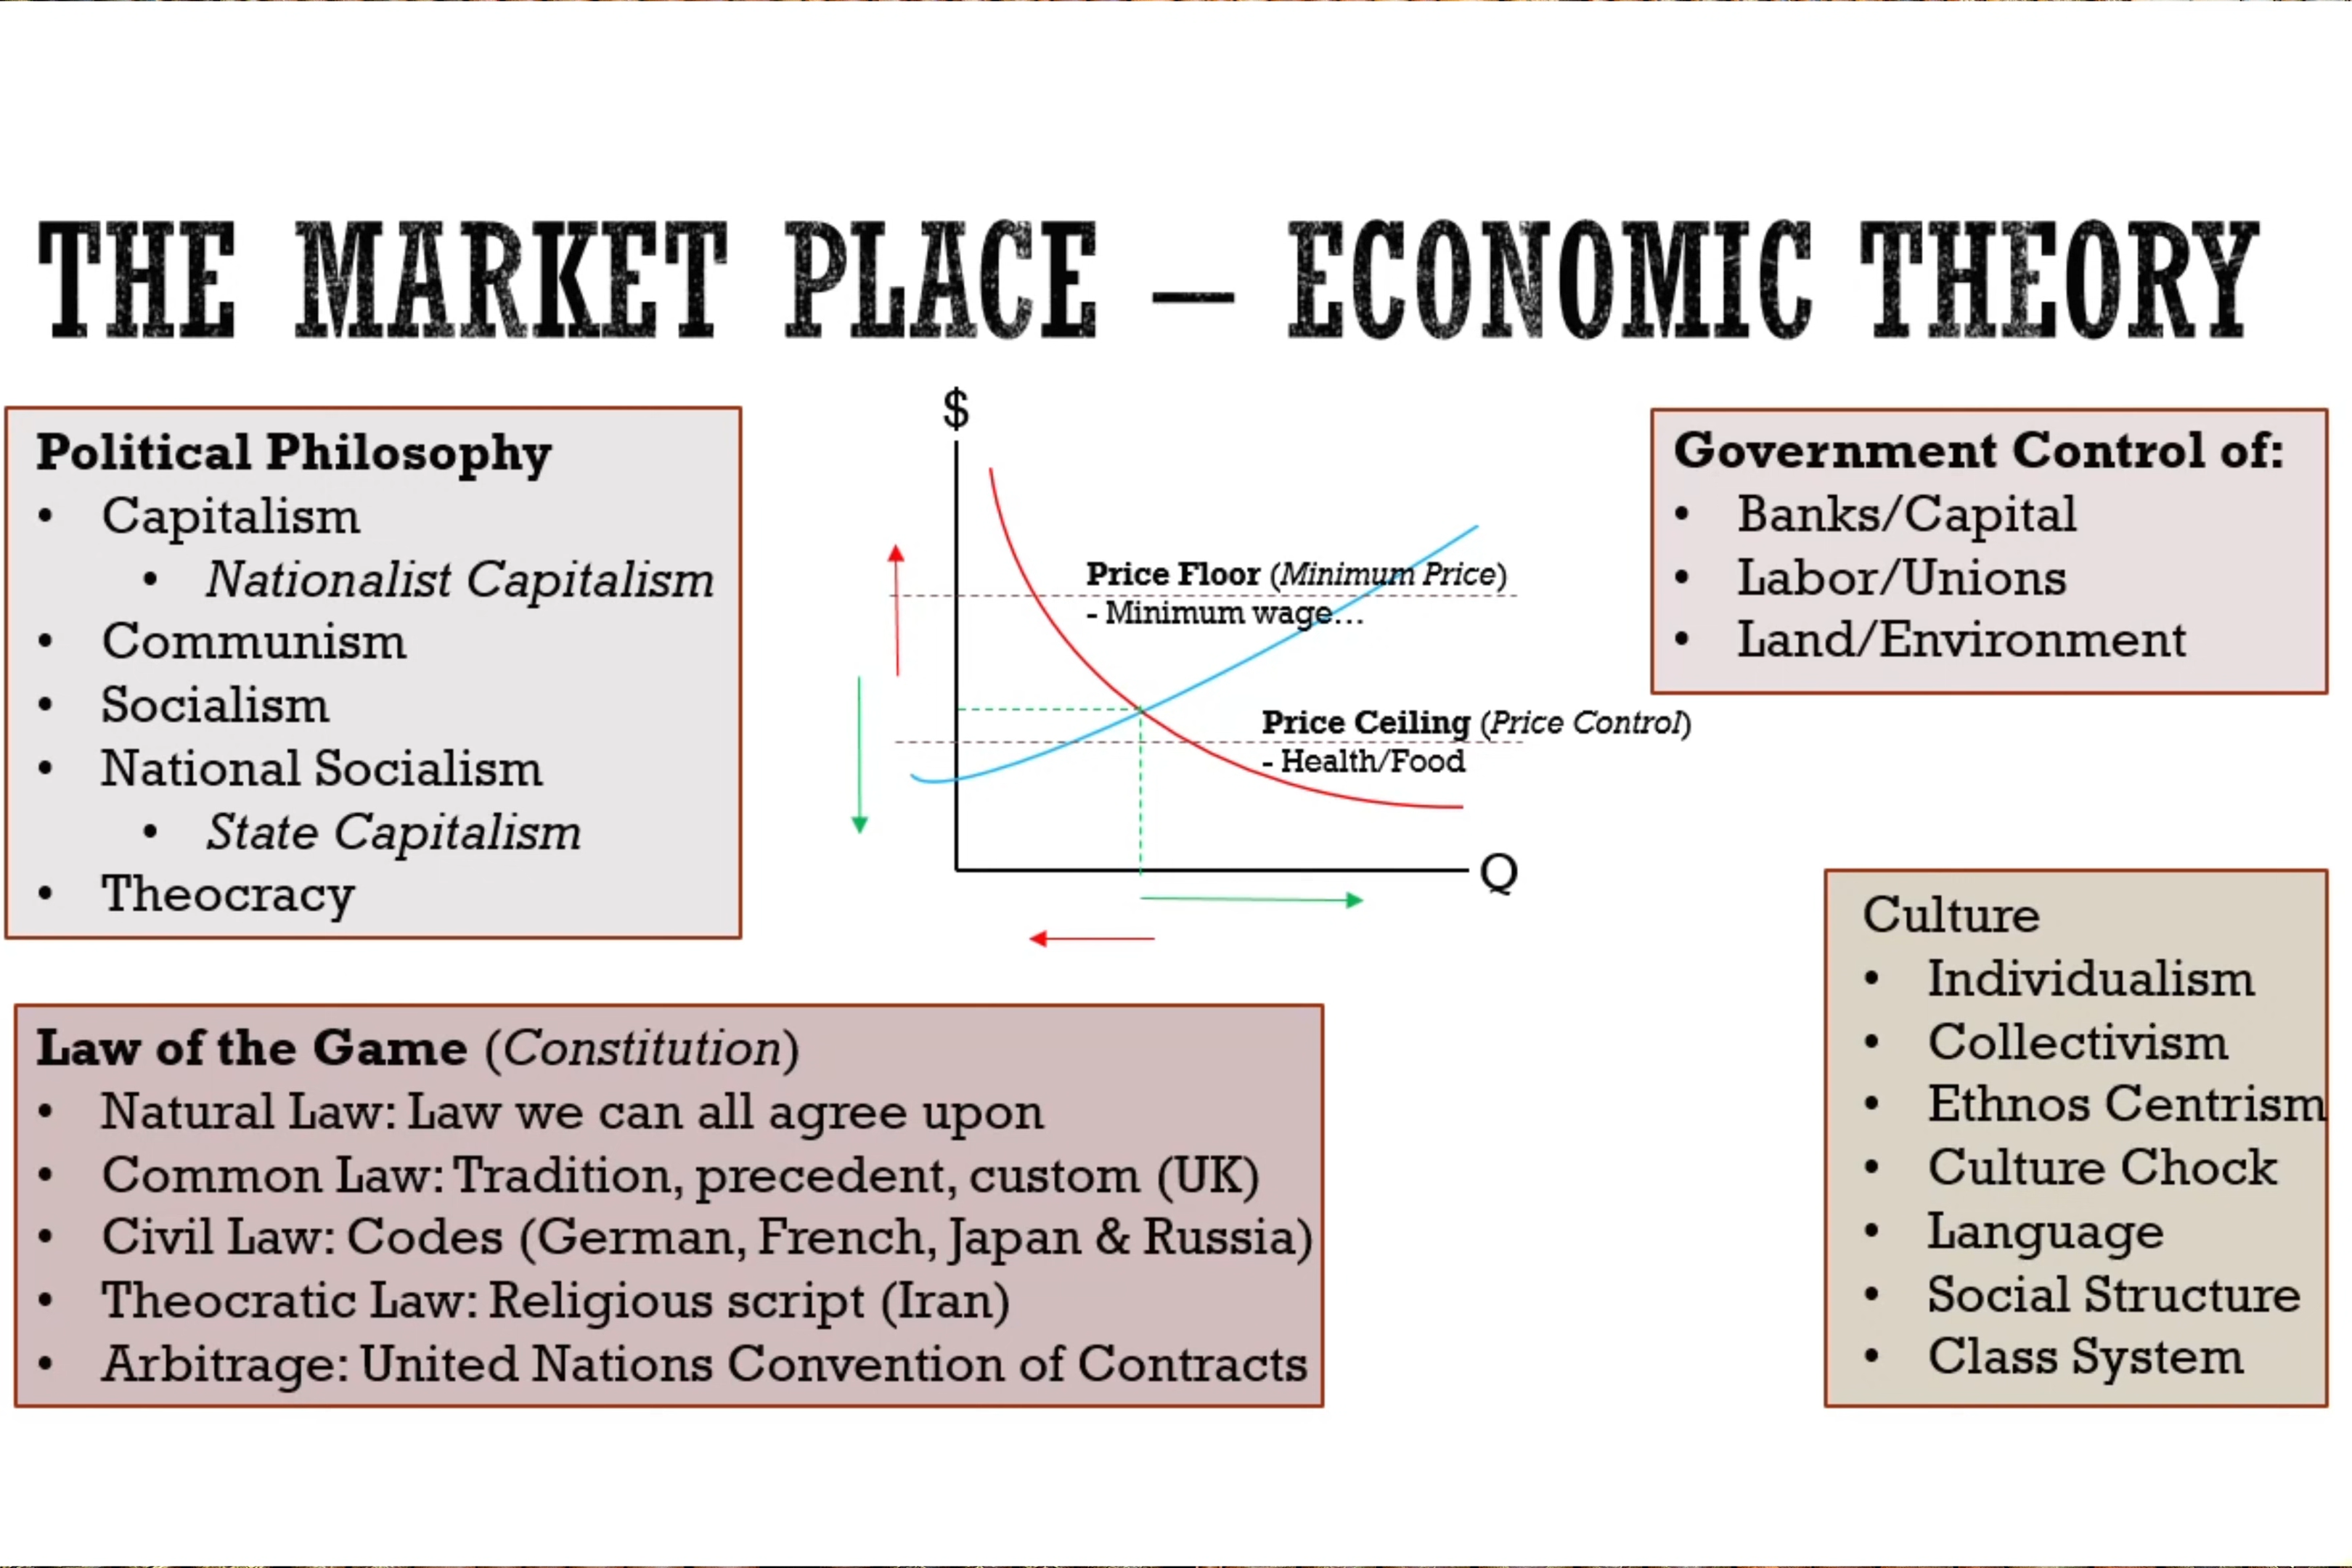 THE MARKET PLACE – ECONOMIC THEORY
Political Philosophy
• Capitalism
• Nationalist Capitalism
• Communism
• Socialism
• National Socialism
• State Capitalism
• Theocracy
$
Price Floor (Minimum Price)
- Minimum wage...
Price Ceiling (Price Control)
- Health/Food
Q
Government Control of:
• Banks/Capital
• Labor/Unions
• Land/Environment
Law of the Game (Constitution)
• Natural Law: Law we can all agree upon
• Common Law: Tradition, precedent, custom (UK)
• Civil Law: Codes (German, French, Japan & Russia)
• Theocratic Law: Religious script (Iran)
• Arbitrage: United Nations Convention of Contracts
Culture
• Individualism
• Collectivism
• Ethnos Centrism
• Culture Chock
• Language
• Social Structure
• Class System